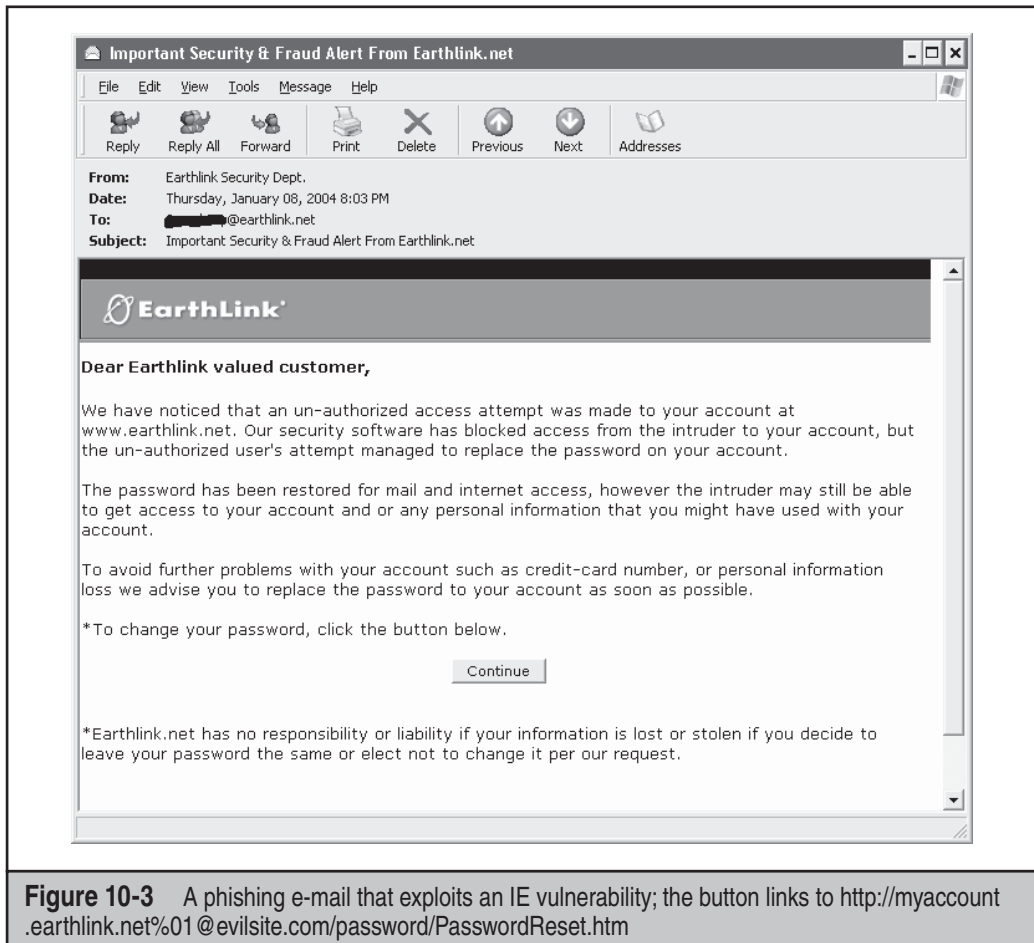 Important Security & Fraud Alert From Earthlink.net
File Edit View Tools Message Help
Reply Reply All Forward Print Delete Previous Next Addresses
From: Earthlink Security Dept.
Date: Thursday, January 08, 2004 8:03 PM
To: @earthlink.net
Subject: Important Security & Fraud Alert From Earthlink.net
EarthLink
Dear Earthlink valued customer,
We have noticed that an un-authorized access attempt was made to your account at
www.earthlink.net. Our security software has blocked access from the intruder to your account, but
the un-authorized user's attempt managed to replace the password on your account.
The password has been restored for mail and internet access, however the intruder may still be able
to get access to your account and or any personal information that you might have used with your
account.
To avoid further problems with your account such as credit-card number, or personal information
loss we advise you to replace the password to your account as soon as possible.
*To change your password, click the button below.
Continue
*Earthlink.net has no responsibility or liability if your information is lost or stolen if you decide to
leave your password the same or elect not to change it per our request.
Figure 10-3 A phishing e-mail that exploits an IE vulnerability; the button links to http://myaccount
.earthlink.net%01@evilsite.com/password/PasswordReset.htm